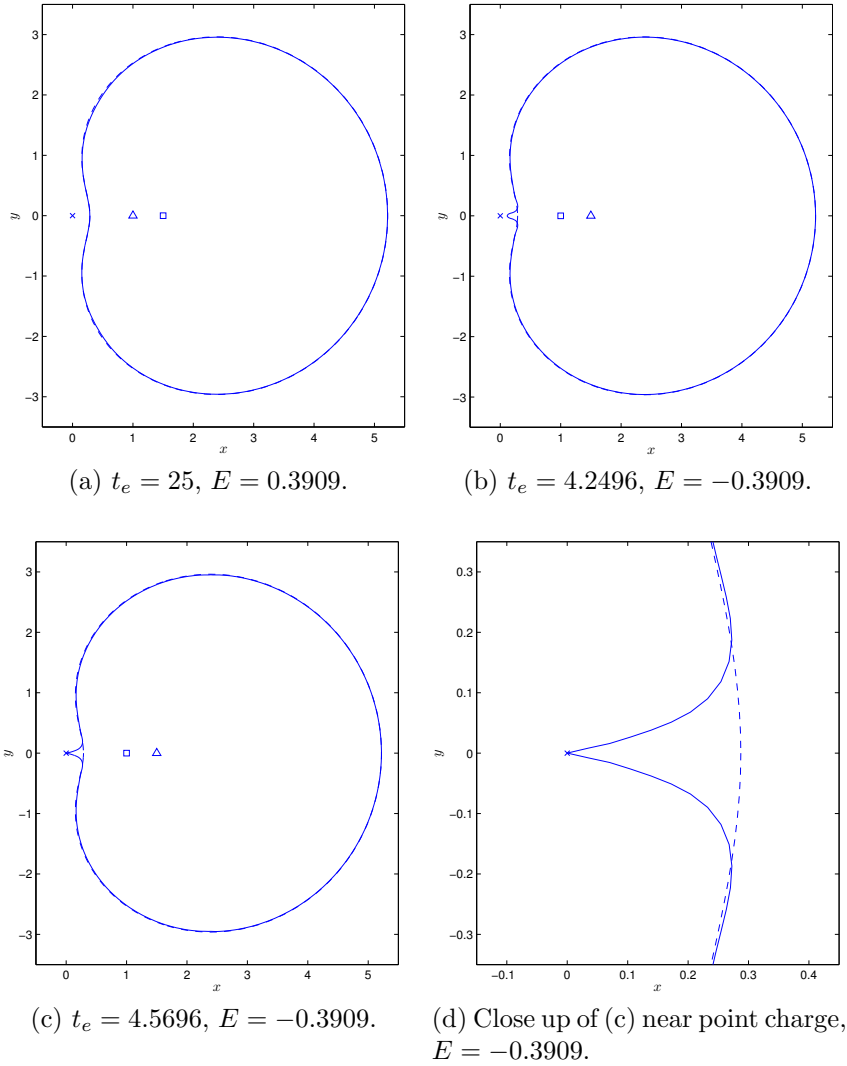 3
2
1
0
−1
−2
−3
y
0 1 2 3 4 5
x
(a) t_e = 25, E = 0.3909.
3
2
1
0
−1
−2
−3
y
0 1 2 3 4 5
x
(b) t_e = 4.2496, E = −0.3909.
3
2
1
0
−1
−2
−3
y
0 1 2 3 4 5
x
(c) t_e = 4.5696, E = −0.3909.
0.3
0.2
0.1
0
−0.1
−0.2
−0.3
y
−0.1 0 0.1 0.2 0.3 0.4
x
(d) Close up of (c) near point charge,
E = −0.3909.